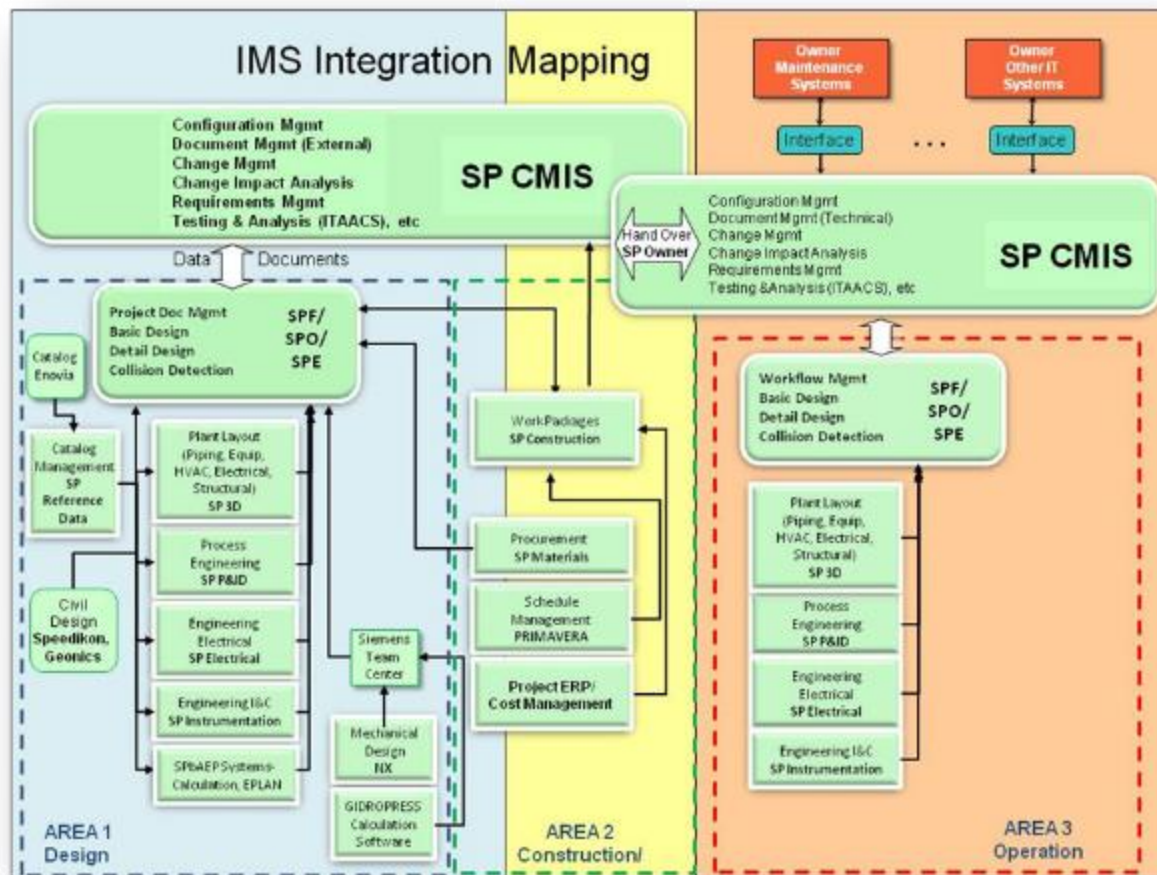 IMS Integration Mapping
Owner
Maintenance
Systems
Owner
Other IT
Systems
Interface
...
Interface
Configuration Mgmt
Document Mgmt (External)
Change Mgmt
Change Impact Analysis
Requirements Mgmt
Testing & Analysis (ITAACS), etc
SP CMIS
Hand Over
SP Owner
Configuration Mgmt
Document Mgmt (Technical)
Change Mgmt
Change Impact Analysis
Requirements Mgmt
Testing &Analysis (ITAACS), etc
SP CMIS
Data
Documents
Project Doc Mgmt
Basic Design
Detail Design
Collision Detection
SPF/
SPO/
SPE
Catalog
Enovia
Catalog
Management
SP
Reference
Data
Civil
Design
Speedikon,
Geonics
Plant Layout
(Piping, Equip,
HVAC, Electrical,
Structural)
SP 3D
Process
Engineering
SP P&ID
Engineering
Electrical
SP Electrical
Engineering I&C
SP Instrumentation
SPbAEP Systems-
Calculation, EPLAN
Siemens
Team
Center
Mechanical
Design
NX
GIDROPRESS
Calculation
Software
Work Packages
SP Construction
Procurement
SP Materials
Schedule
Management
PRIMAVERA
Project ERP/
Cost Management
Workflow Mgmt
Basic Design
Detail Design
Collision Detection
SPF/
SPO/
SPE
Plant Layout
(Piping, Equip,
HVAC, Electrical,
Structural)
SP 3D
Process
Engineering
SP P&ID
Engineering
Electrical
SP Electrical
Engineering I&C
SP Instrumentation
AREA 1
Design
AREA 2
Construction/
AREA 3
Operation